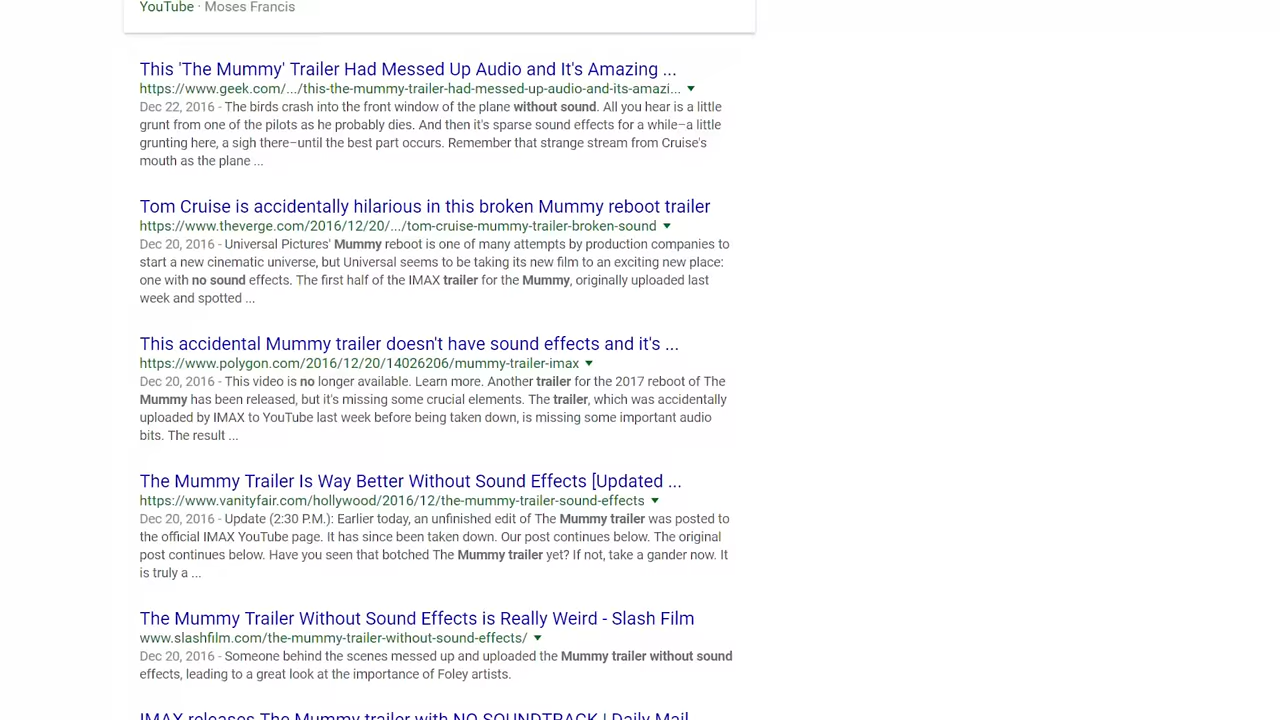 YouTube · Moses Francis
This 'The Mummy' Trailer Had Messed Up Audio and It's Amazing ...
https://www.geek.com/.../this-the-mummy-trailer-had-messed-up-audio-and-its-amazi...
Dec 22, 2016 - The birds crash into the front window of the plane without sound. All you hear is a little
grunt from one of the pilots as he probably dies. And then it's sparse sound effects for a while–a little
grunting here, a sigh there–until the best part occurs. Remember that strange stream from Cruise's
mouth as the plane ...
Tom Cruise is accidentally hilarious in this broken Mummy reboot trailer
https://www.theverge.com/2016/12/20/.../tom-cruise-mummy-trailer-broken-sound
Dec 20, 2016 - Universal Pictures' Mummy reboot is one of many attempts by production companies to
start a new cinematic universe, but Universal seems to be taking its new film to an exciting new place:
one with no sound effects. The first half of the IMAX trailer for the Mummy, originally uploaded last
week and spotted ...
This accidental Mummy trailer doesn't have sound effects and it's ...
https://www.polygon.com/2016/12/20/14026206/mummy-trailer-imax
Dec 20, 2016 - This video is no longer available. Learn more. Another trailer for the 2017 reboot of The
Mummy has been released, but it's missing some crucial elements. The trailer, which was accidentally
uploaded by IMAX to YouTube last week before being taken down, is missing some important audio
bits. The result ...
The Mummy Trailer Is Way Better Without Sound Effects [Updated ...
https://www.vanityfair.com/hollywood/2016/12/the-mummy-trailer-sound-effects
Dec 20, 2016 - Update (2:30 P.M.): Earlier today, an unfinished edit of The Mummy trailer was posted to
the official IMAX YouTube page. It has since been taken down. Our post continues below. The original
post continues below. Have you seen that botched The Mummy trailer yet? If not, take a gander now. It
is truly a ...
The Mummy Trailer Without Sound Effects is Really Weird - Slash Film
www.slashfilm.com/the-mummy-trailer-without-sound-effects/
Dec 20, 2016 - Someone behind the scenes messed up and uploaded the Mummy trailer without sound
effects, leading to a great look at the importance of Foley artists.
IMAX releases The Mummy trailer with NO SOUNDTRACK | Daily Mail